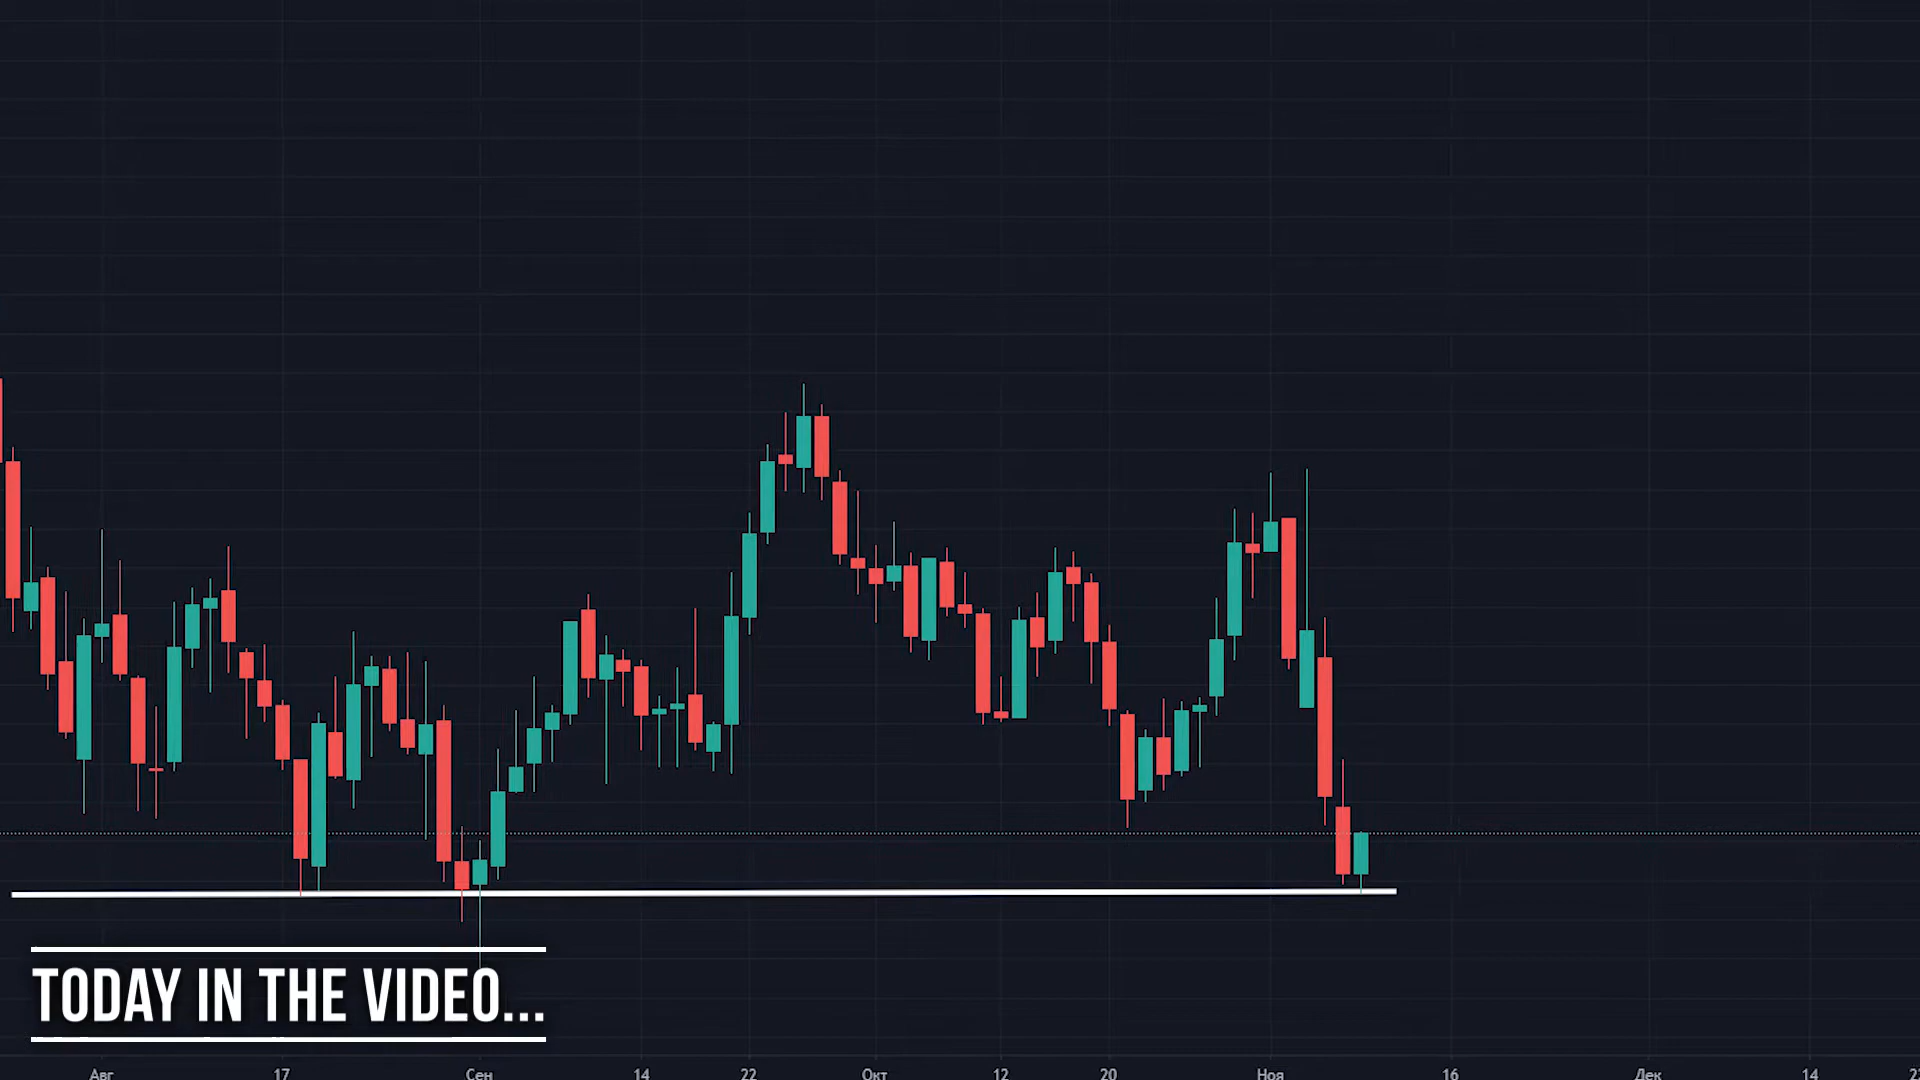 TODAY IN THE VIDEO...
Авг 17 Сен 14 22 Окт 12 20 Ноя 16 Дек 14